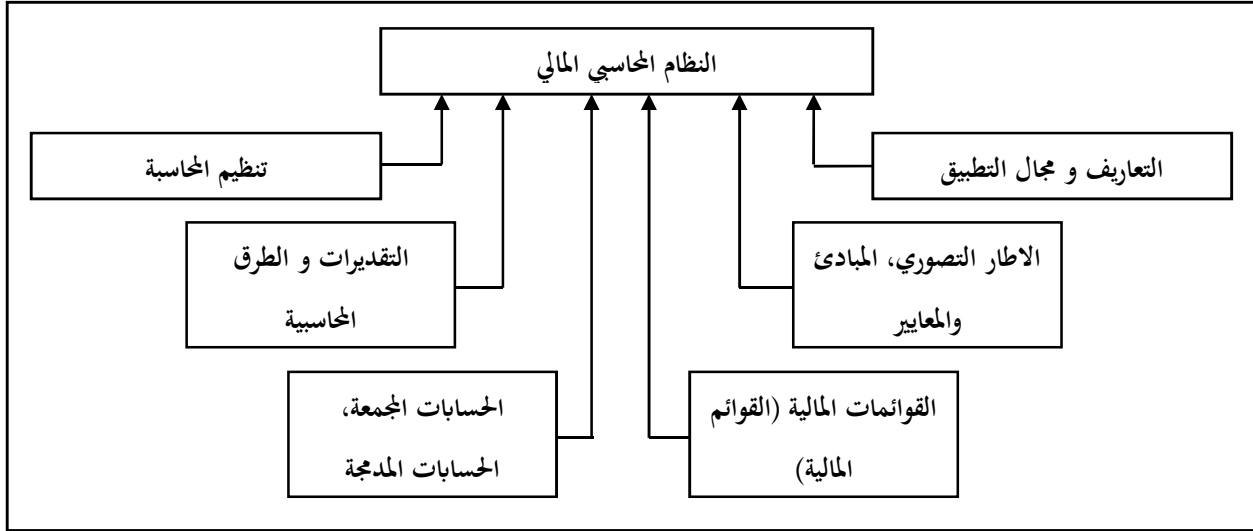 النظام المحاسبي المالي
التعاريف و مجال التطبيق
تنظيم المحاسبة
الاطار التصوري، المبادئ
والمعايير
التقديرات و الطرق
المحاسبية
القوائمات المالية (القوائم
المالية)
الحسابات المجمعة،
الحسابات المدمجة